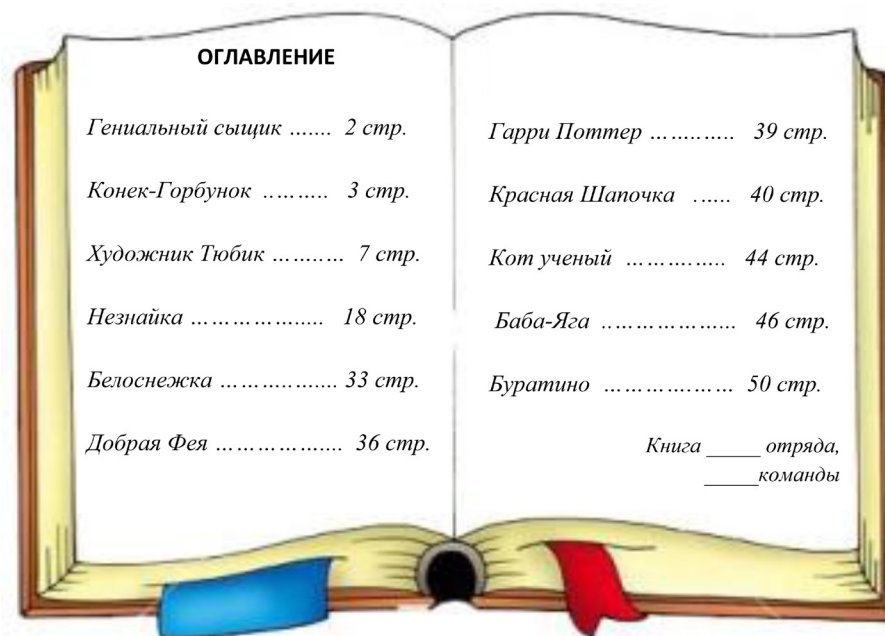 ОГЛАВЛЕНИЕ
Гениальный сыщик ....... 2 стр.
Конек-Горбунок ......... 3 стр.
Художник Тюбик ......... 7 стр.
Незнайка .................... 18 стр.
Белоснежка ................ 33 стр.
Добрая Фея ................... 36 стр.
Гарри Поттер ............ 39 стр.
Красная Шапочка ...... 40 стр.
Кот ученый .............. 44 стр.
Баба-Яга ................... 46 стр.
Буратино .................. 50 стр.
Книга _____ отряда,
_____команды